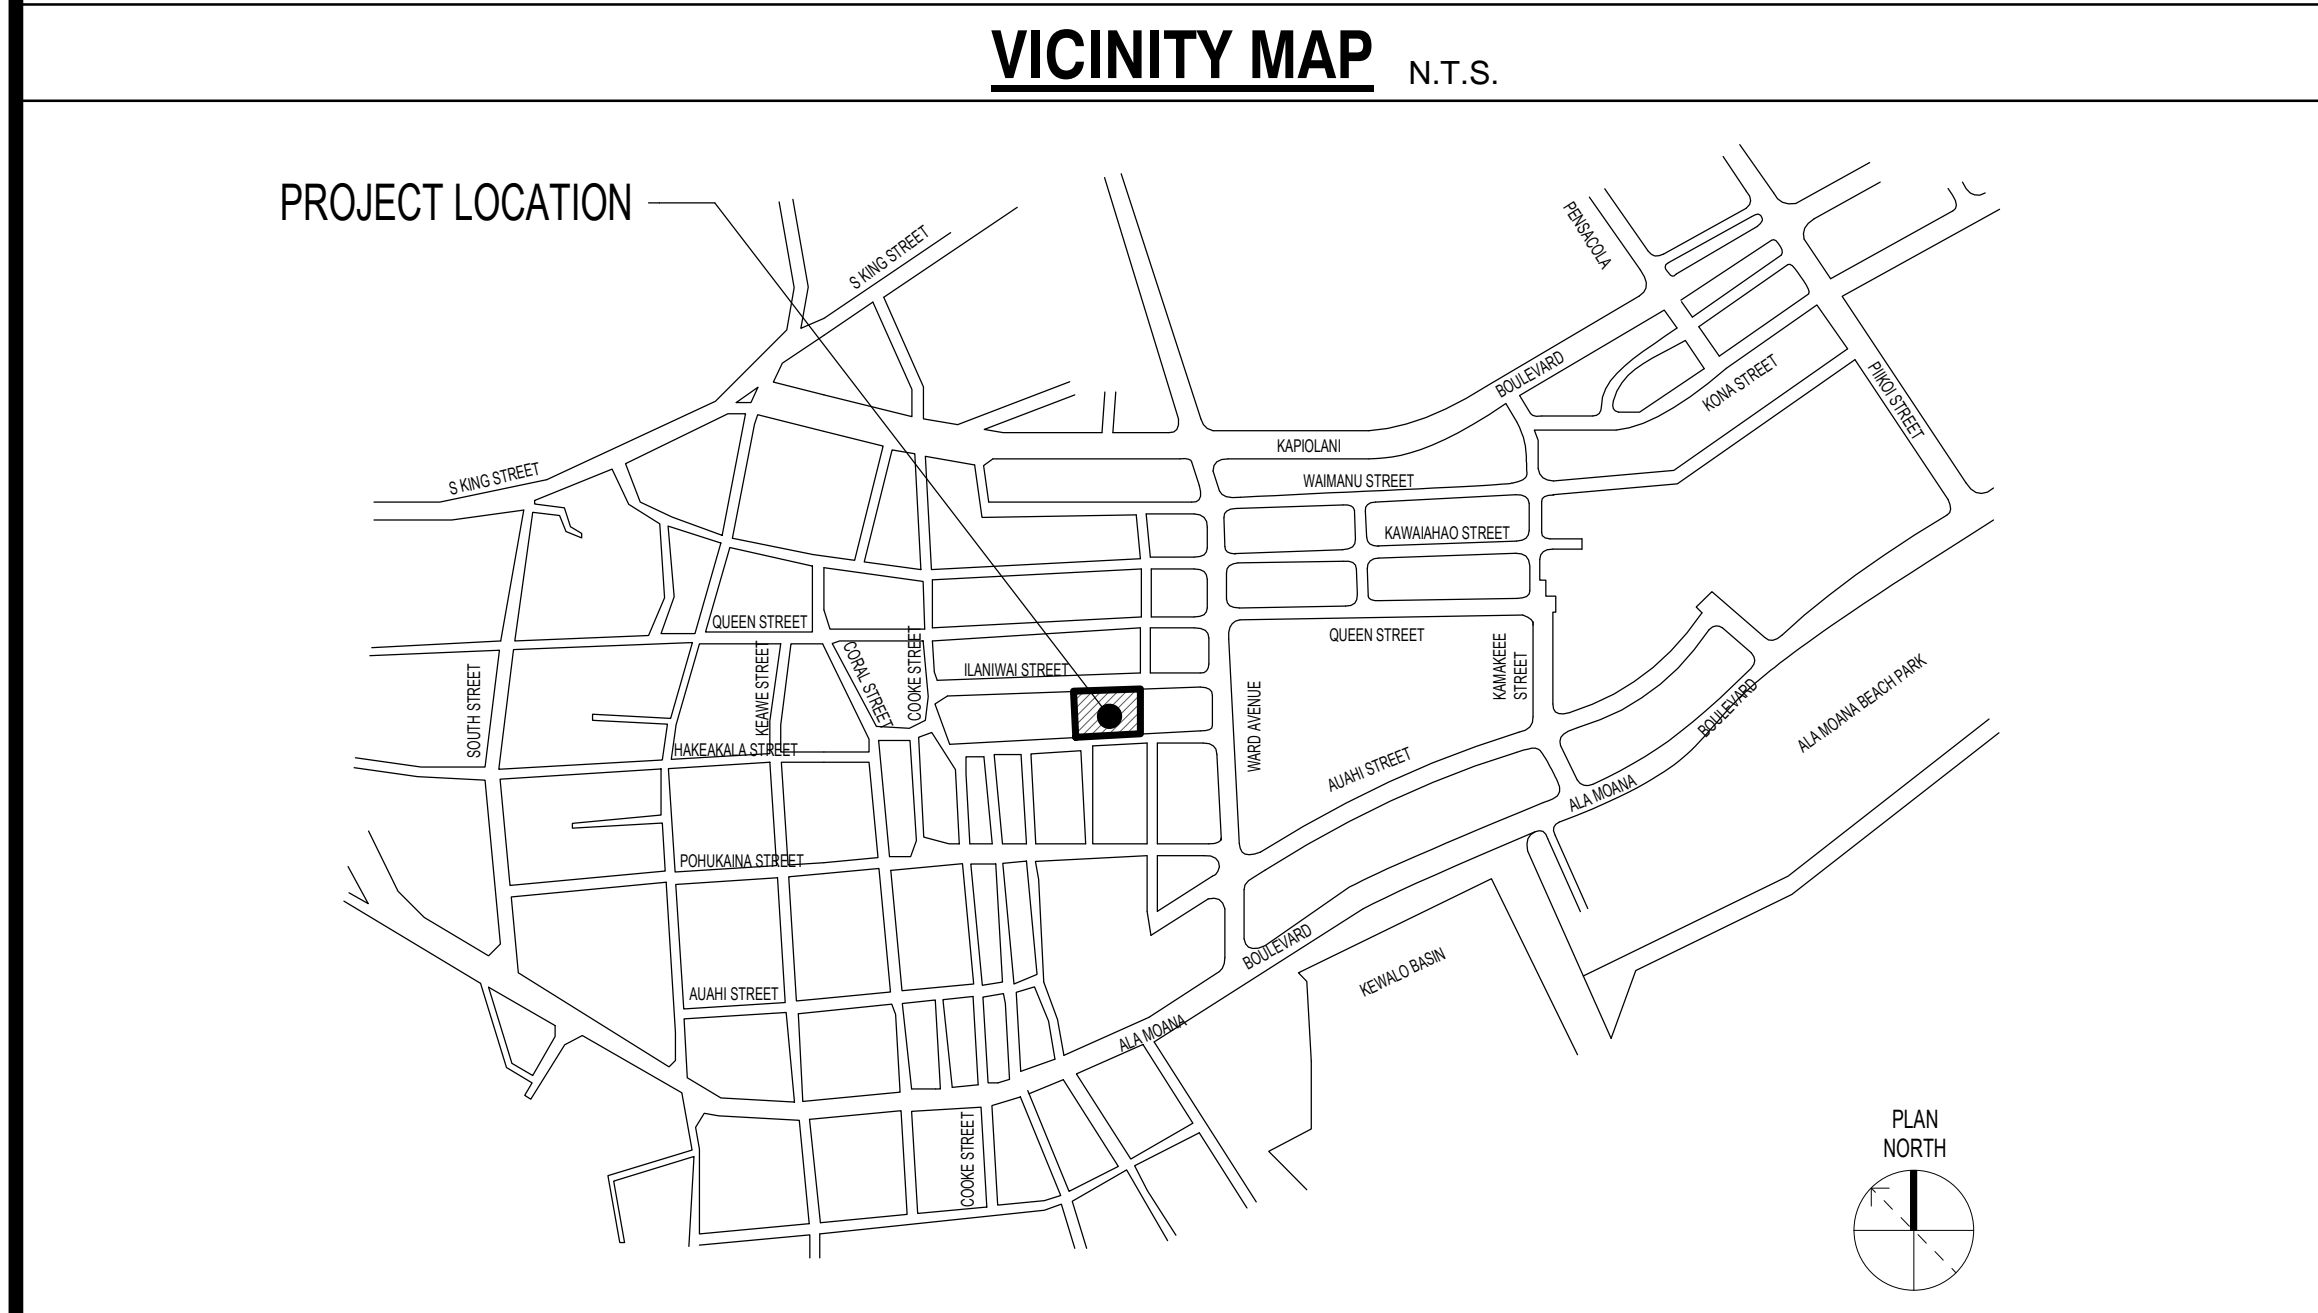 VICINITY MAP N.T.S.
PROJECT LOCATION
S KING STREET
PENSACOLA
BOULEVARD
KONA STREET
PIIKOI STREET
KAPIOLANI
S KING STREET
WAIMANU STREET
KAWAIAHAO STREET
QUEEN STREET
QUEEN STREET
KAMAKEEE
STREET
SOUTH STREET
KEAWE STREET
CORAL STREET
COOKE STREET
ILANIWAI STREET
WARD AVENUE
BOULEVARD
ALA MOANA BEACH PARK
HAKEAKALA STREET
AUAHI STREET
ALA MOANA
POHUKAINA STREET
BOULEVARD
KEWALO BASIN
AUAHI STREET
ALA MOANA
COOKE STREET
PLAN
NORTH